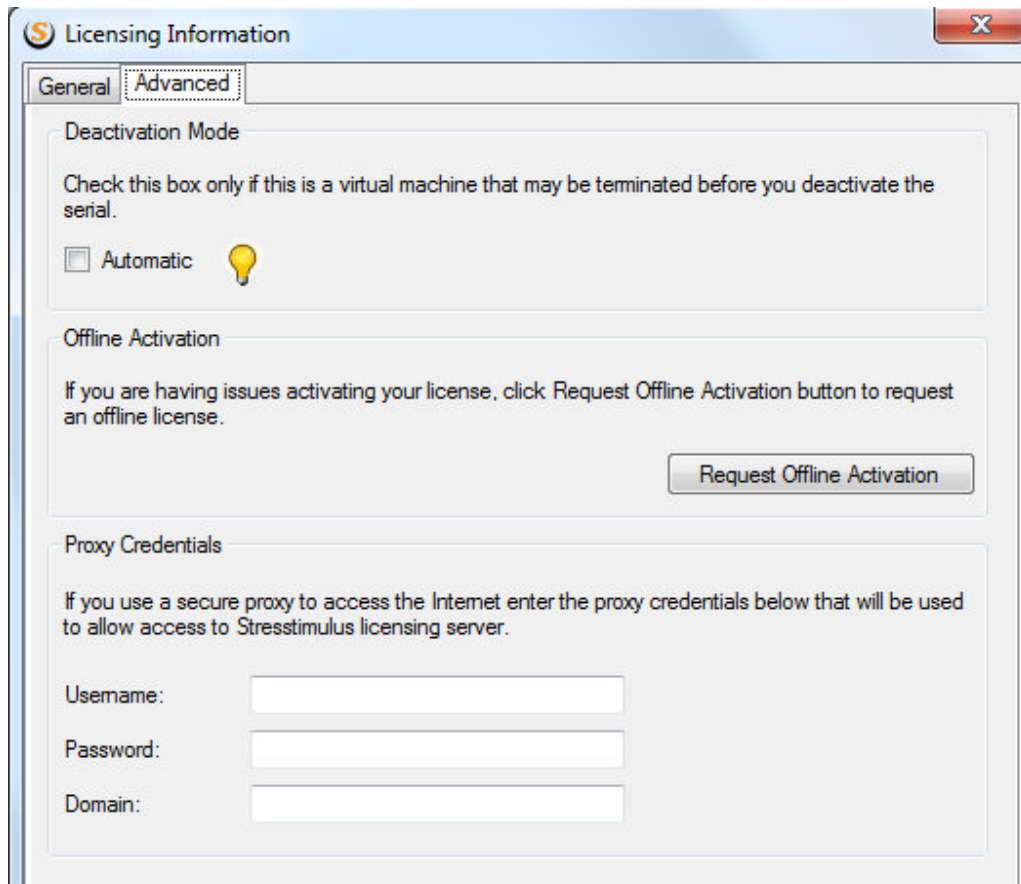 Licensing Information
General Advanced
Deactivation Mode
Check this box only if this is a virtual machine that may be terminated before you deactivate the
serial.
Automatic
Offline Activation
If you are having issues activating your license, click Request Offline Activation button to request
an offline license.
Request Offline Activation
Proxy Credentials
If you use a secure proxy to access the Internet enter the proxy credentials below that will be used
to allow access to Stresstimulus licensing server.
Username:
Password:
Domain: